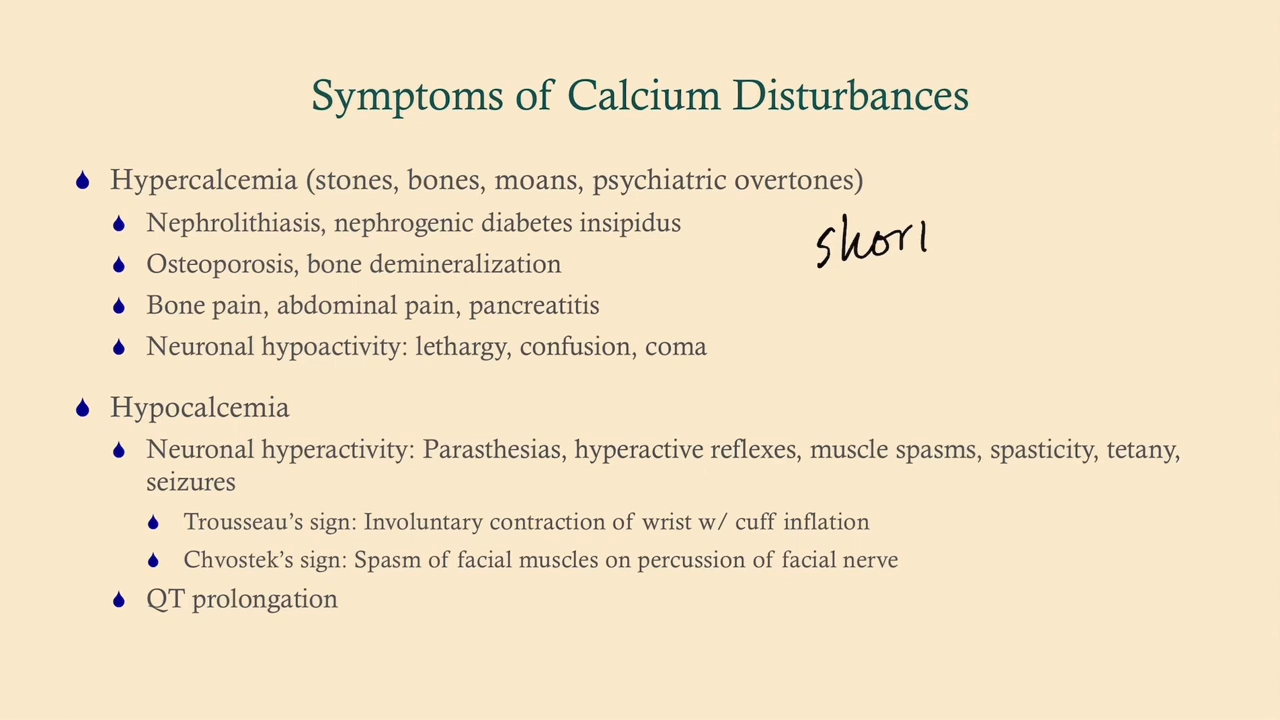 Symptoms of Calcium Disturbances
Hypercalcemia (stones, bones, moans, psychiatric overtones)
Nephrolithiasis, nephrogenic diabetes insipidus
shor
Osteoporosis, bone demineralization
Bone pain, abdominal pain, pancreatitis
Neuronal hypoactivity: lethargy, confusion, coma
Hypocalcemia
Neuronal hyperactivity: Parasthesias, hyperactive reflexes, muscle spasms, spasticity, tetany,
seizures
Trousseau’s sign: Involuntary contraction of wrist w/ cuff inflation
Chvostek’s sign: Spasm of facial muscles on percussion of facial nerve
QT prolongation